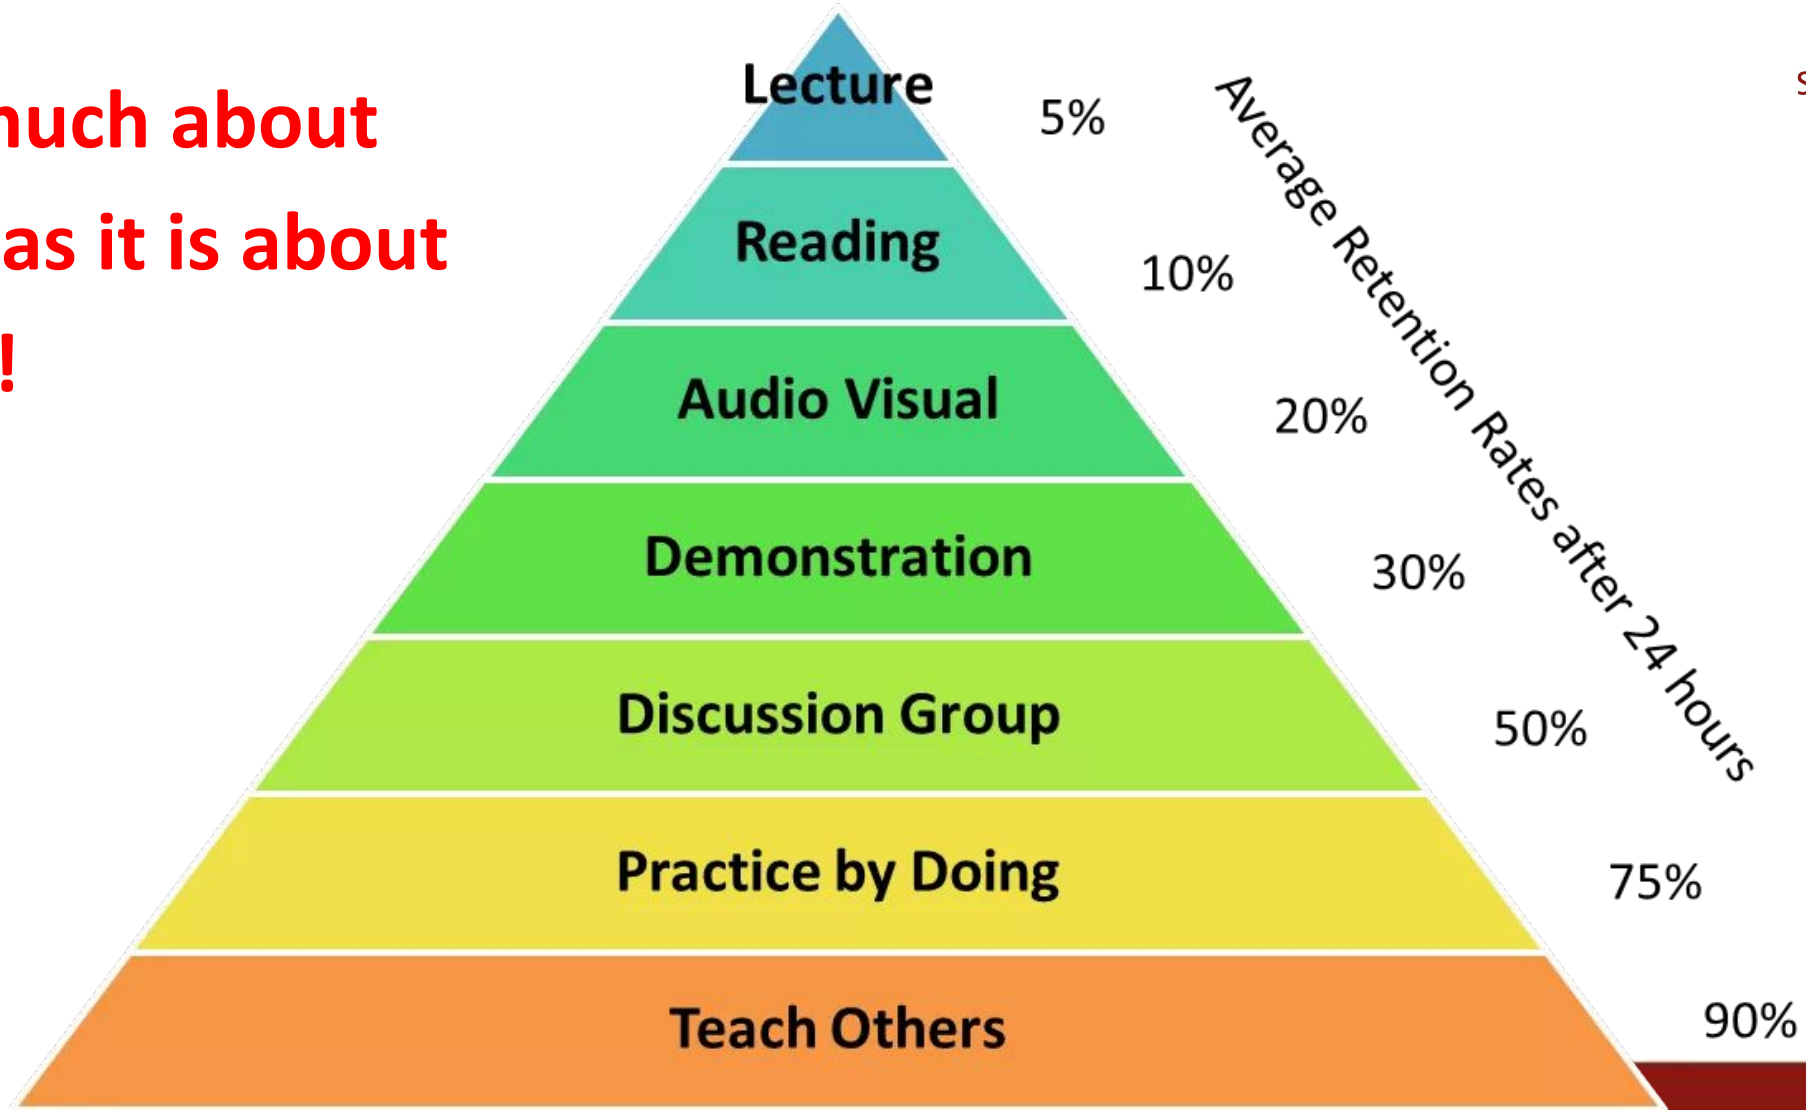 much about
as it is about
!
Lecture
5%
Reading
10%
Audio Visual
20%
Demonstration
30%
Discussion Group
50%
Practice by Doing
75%
Teach Others
90%
Average Retention Rates after 24 hours